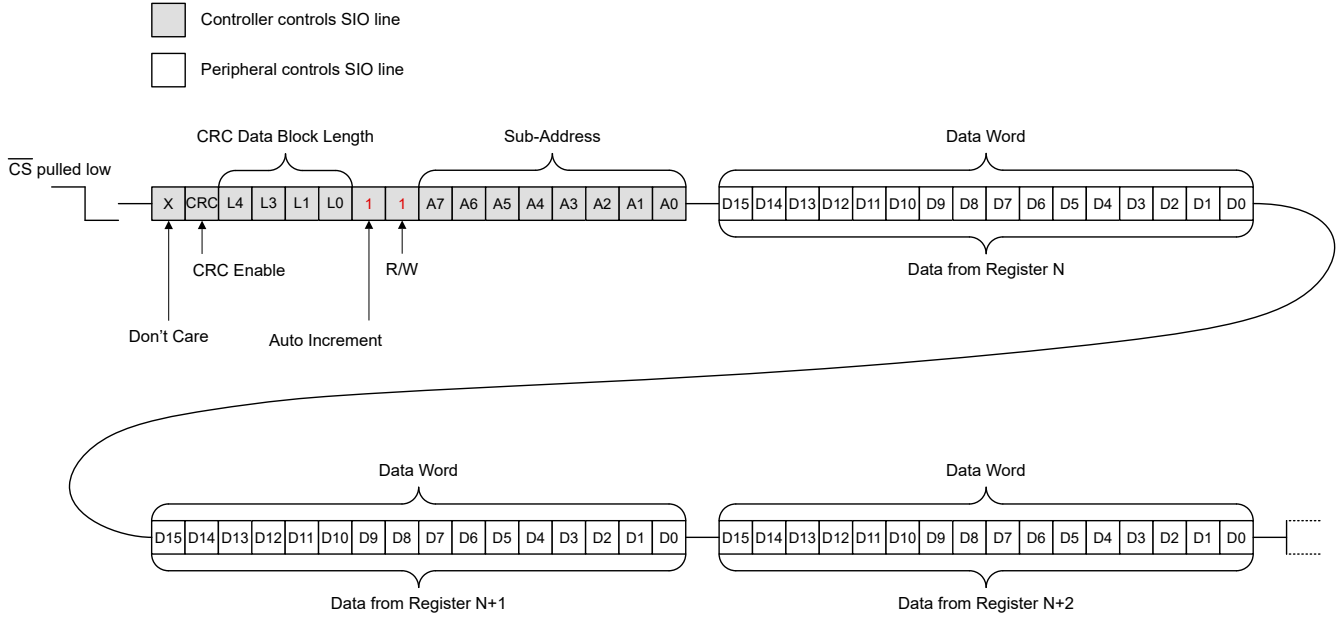 Controller controls SIO line
Peripheral controls SIO line
CRC Data Block Length
Sub-Address
Data Word
CS pulled low
X CRC L4 L3 L1 L0 1 1 A7 A6 A5 A4 A3 A2 A1 A0
D15 D14 D13 D12 D11 D10 D9 D8 D7 D6 D5 D4 D3 D2 D1 D0
CRC Enable
R/W
Data from Register N
Don't Care
Auto Increment
Data Word
Data Word
D15 D14 D13 D12 D11 D10 D9 D8 D7 D6 D5 D4 D3 D2 D1 D0
D15 D14 D13 D12 D11 D10 D9 D8 D7 D6 D5 D4 D3 D2 D1 D0
Data from Register N+1
Data from Register N+2